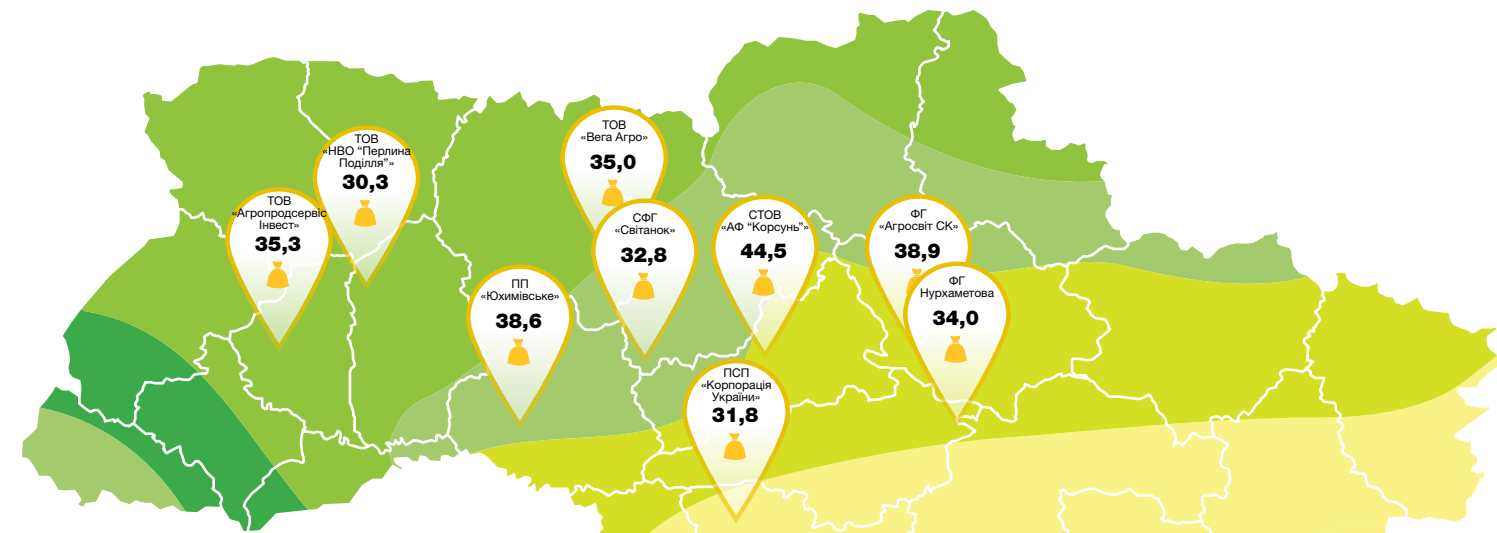 ТОВ
«Вега Агро»
35,0
ТОВ
«НВО “Перлина
Поділля”»
30,3
ТОВ
«Агропродсервіс
Інвест»
35,3
СФГ
«Світанок»
32,8
СТОВ
«АФ “Корсунь”»
44,5
ФГ
«Агросвіт СК»
38,9
ПП
«Юхимівське»
38,6
ФГ
Нурхаметова
34,0
ПСП
«Корпорація
України»
31,8